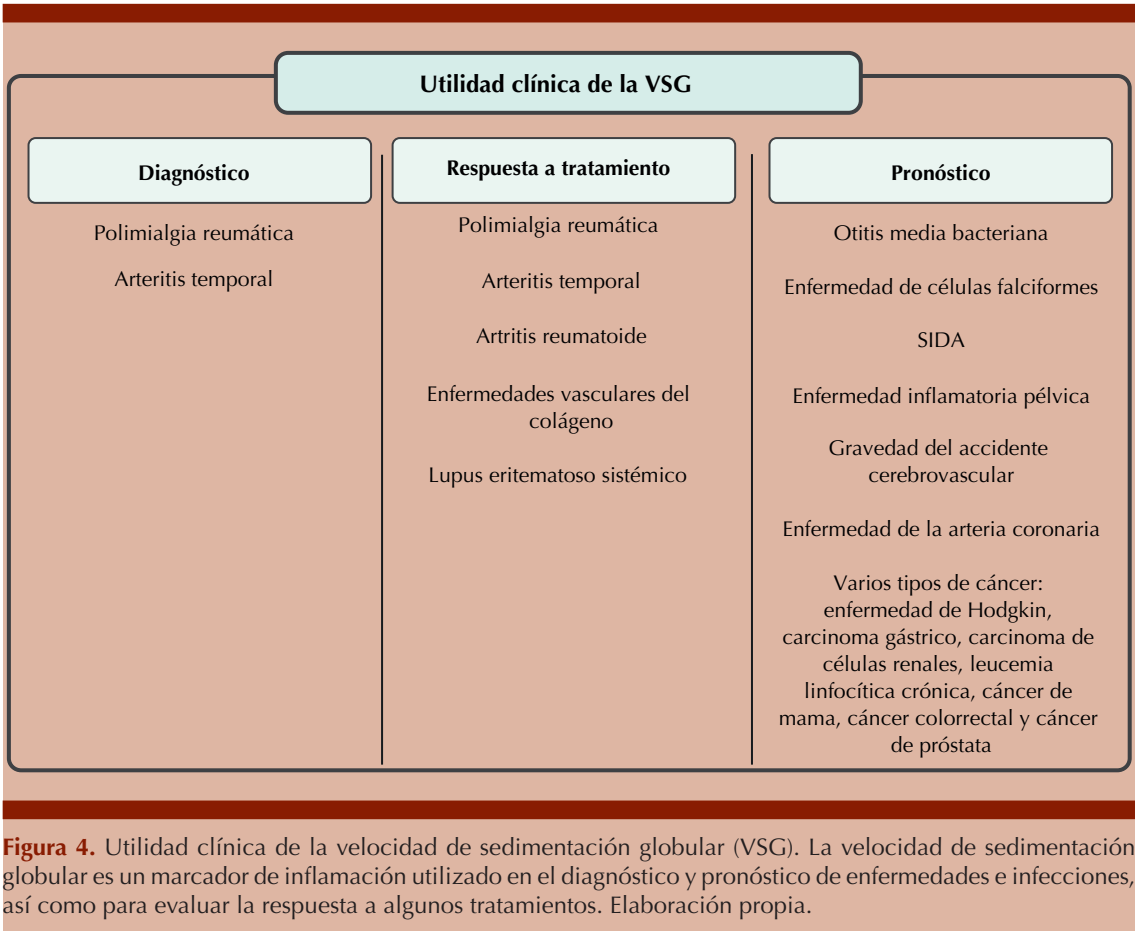 Utilidad clínica de la VSG
Diagnóstico
Polimialgia reumática
Arteritis temporal
Respuesta a tratamiento
Polimialgia reumática
Arteritis temporal
Artritis reumatoide
Enfermedades vasculares del
colágeno
Lupus eritematoso sistémico
Pronóstico
Otitis media bacteriana
Enfermedad de células falciformes
SIDA
Enfermedad inflamatoria pélvica
Gravedad del accidente
cerebrovascular
Enfermedad de la arteria coronaria
Varios tipos de cáncer:
enfermedad de Hodgkin,
carcinoma gástrico, carcinoma de
células renales, leucemia
linfocítica crónica, cáncer de
mama, cáncer colorrectal y cáncer
de próstata
Figura 4. Utilidad clínica de la velocidad de sedimentación globular (VSG). La velocidad de sedimentación
globular es un marcador de inflamación utilizado en el diagnóstico y pronóstico de enfermedades e infecciones,
así como para evaluar la respuesta a algunos tratamientos. Elaboración propia.